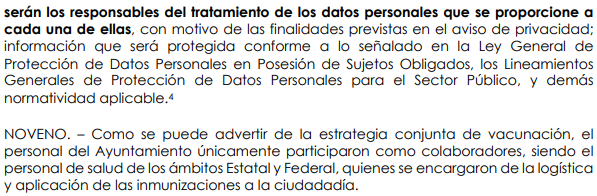 serán los responsables del tratamiento de los datos personales que se proporcione a
cada una de ellas, con motivo de las finalidades previstas en el aviso de privacidad;
información que será protegida conforme a lo señalado en la Ley General de
Protección de Datos Personales en Posesión de Sujetos Obligados, los Lineamientos
Generales de Protección de Datos Personales para el Sector Público, y demás
normatividad aplicable.⁴
NOVENO. – Como se puede advertir de la estrategia conjunta de vacunación, el
personal del Ayuntamiento únicamente participaron como colaboradores, siendo el
personal de salud de los ámbitos Estatal y Federal, quienes se encargaron de la logística
y aplicación de las inmunizaciones a la ciudadadía.